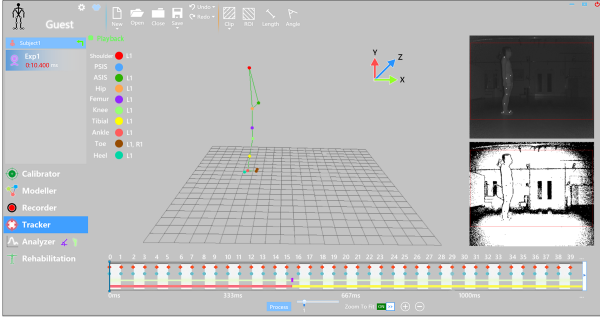 Guest
New
Open
Close
Save
Undo
Redo
Clip
ROI
Length
Angle
Subject1
Exp1
0:10.400
Shoulder L1
PSIS
ASIS L1
Hip L1
Femur L1
Knee L1
Tibial L1
Ankle L1
Toe L1, R1
Heel L1
Y
Z
X
Calibrator
Modeller
Recorder
Tracker
Analyzer
Rehabilitation
0 1 2 3 4 5 6 7 8 9 10 11 12 13 14 15 16 17 18 19 20 21 22 23 24 25 26 27 28 29 30 31 32 33 34 35 36 37 38 39 ...
0ms 333ms 667ms 1000ms ...
Process
Zoom To Fit ON